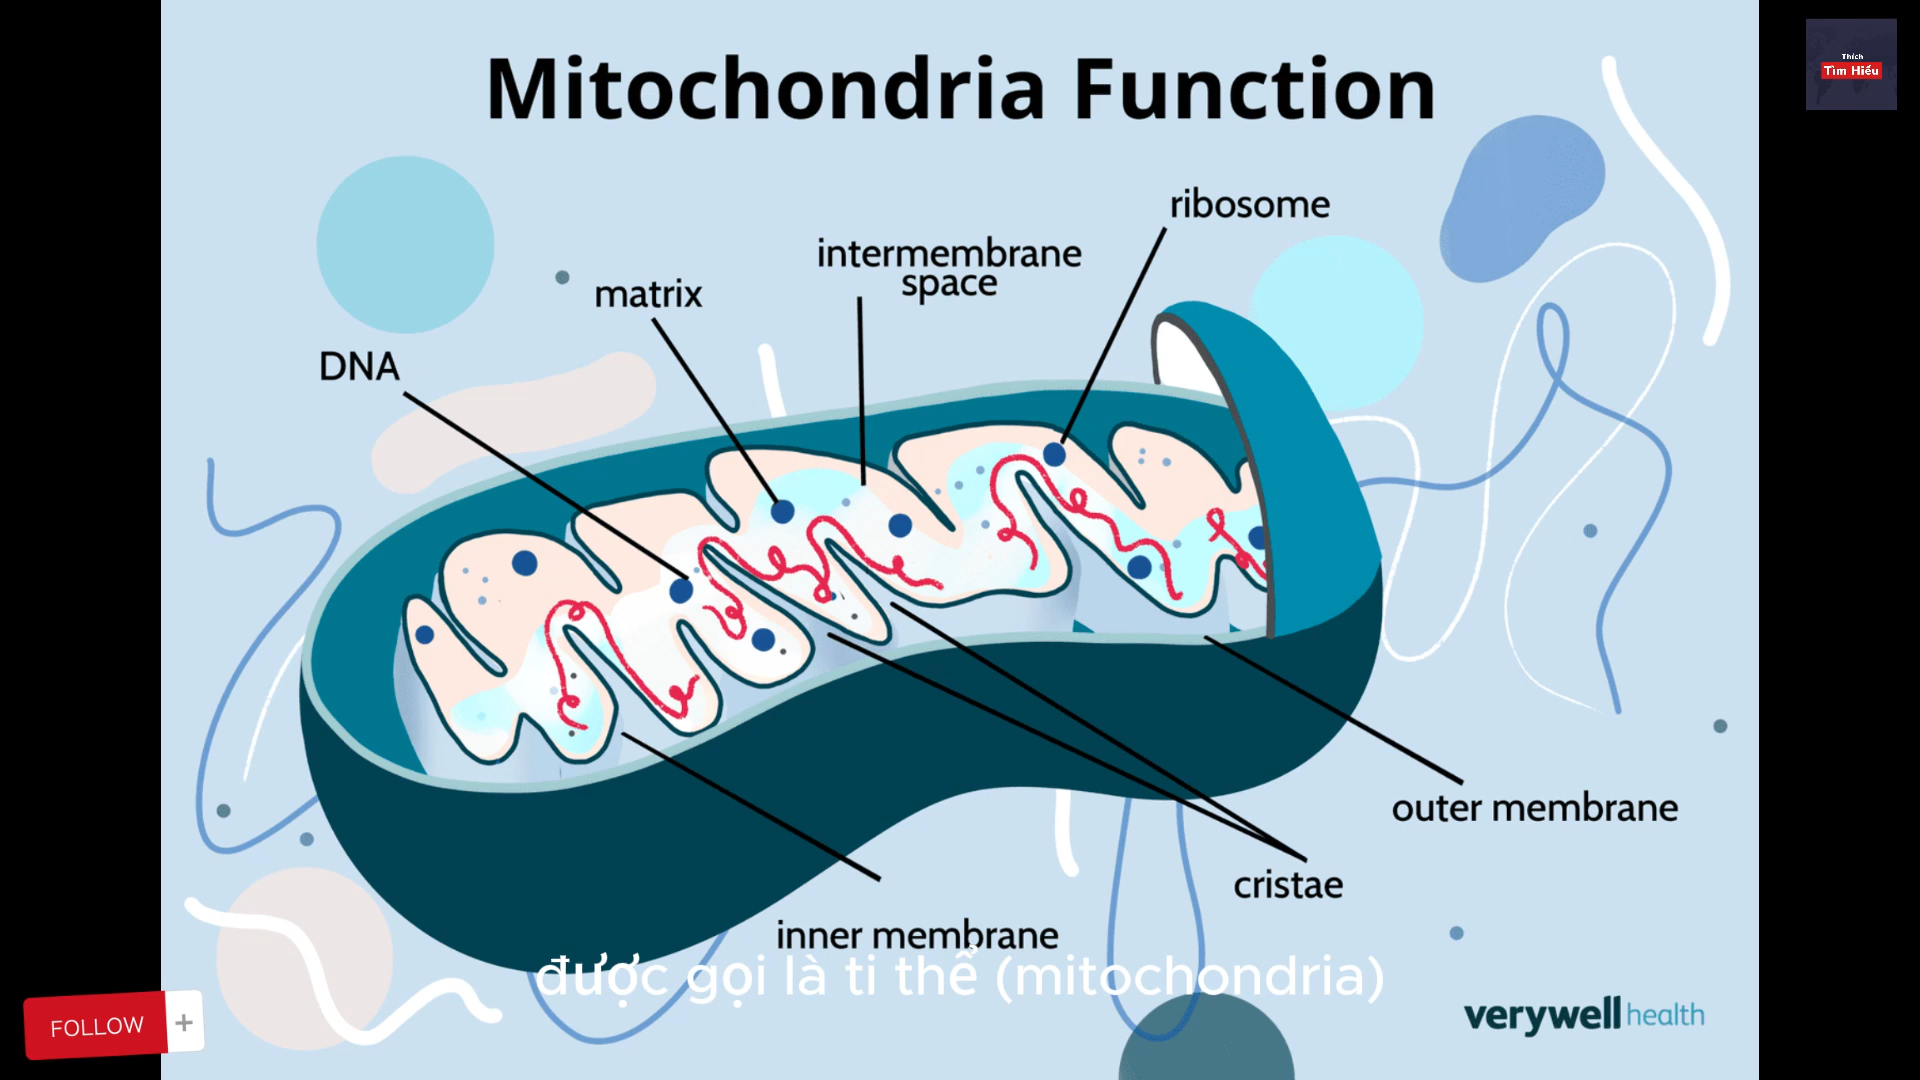 Mitochondria Function
Thích
Tìm Hiểu
ribosome
intermembrane
space
matrix
DNA
outer membrane
cristae
inner membrane
được gọi là ti thể (mitochondria)
verywell health
FOLLOW +